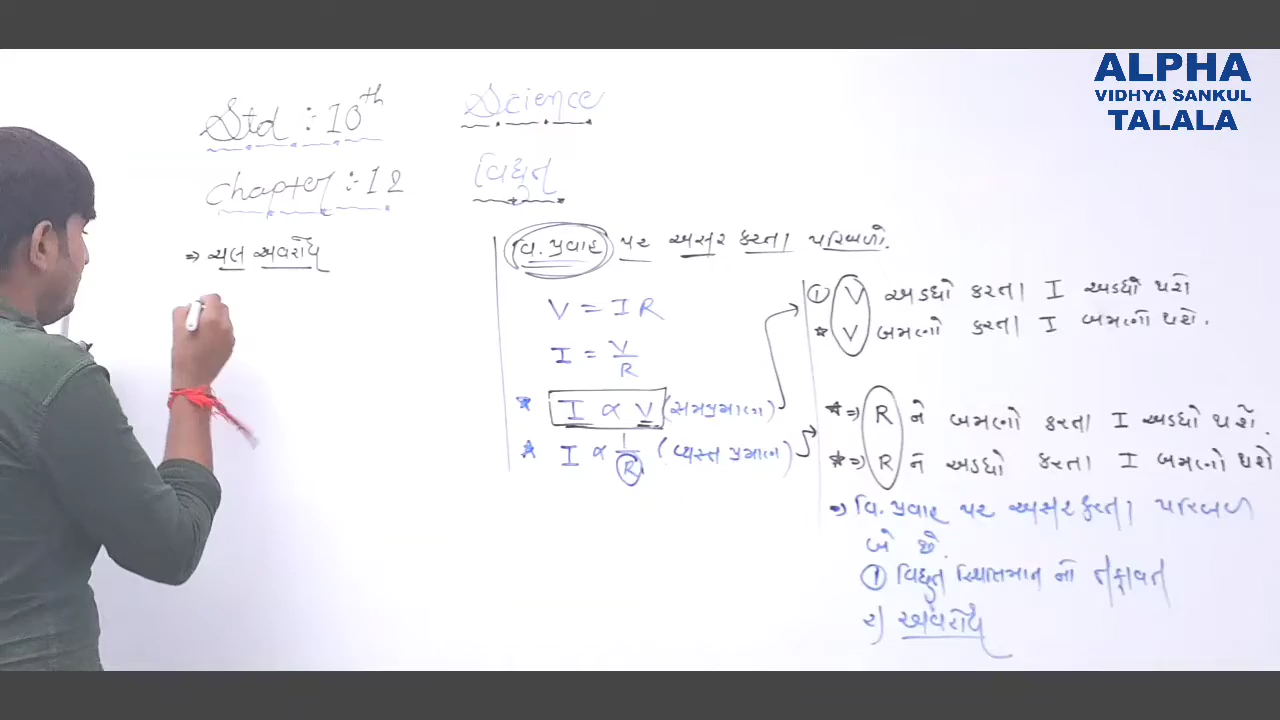 ALPHA
VIDHYA SANKUL
TALALA
Std :- 10th Science
Chapter :- 12 વિદ્યુત
⇒ ચલ અવરોધ
વિ. પ્રવાહ પર અસર કરતા પરિબળો.
V = I R
I = V/R
* I ∝ V (સમપ્રમાણ)
* I ∝ 1/R (વ્યસ્ત પ્રમાણ)
① V અડધો કરતા I અડધો થશે
* V બમણો કરતા I બમણો થશે.
*⇒ R ને બમણો કરતા I અડધો થશે.
*⇒ R ને અડધો કરતા I બમણો થશે
⇒ વિ. પ્રવાહ પર અસર કરતા પરિબળ
બે છે.
① વિદ્યુત સ્થિતિમાન નો તફાવત
૨) અવરોધ